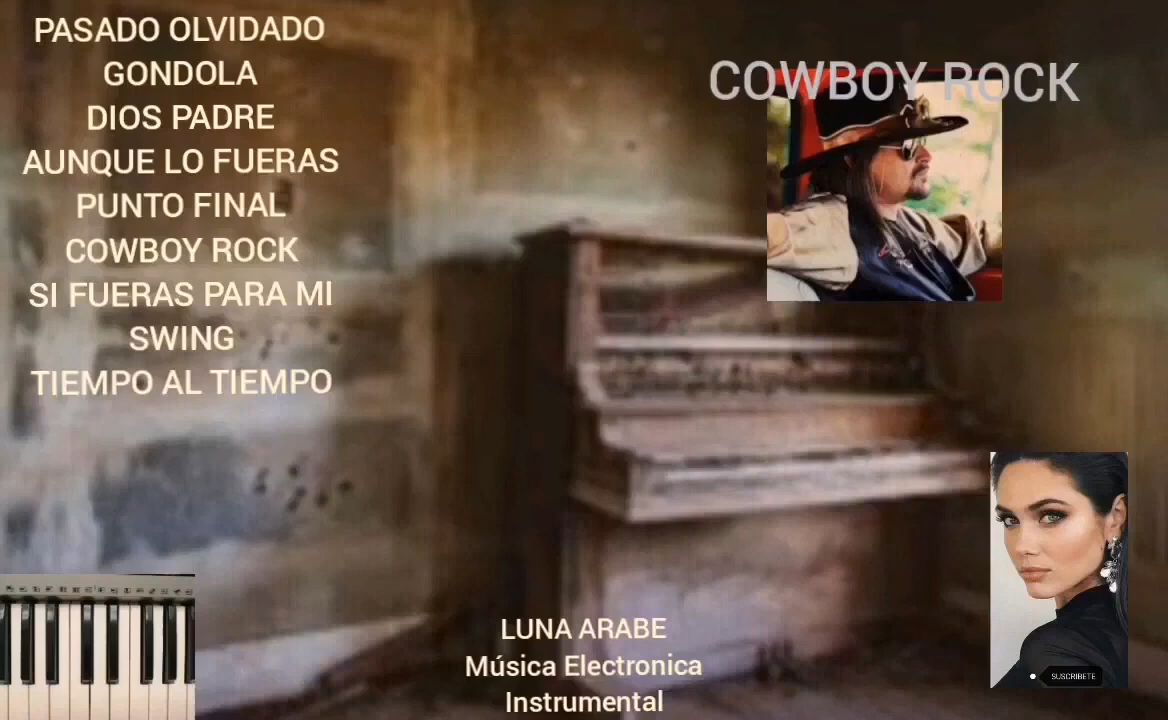 PASADO OLVIDADO
GONDOLA
DIOS PADRE
AUNQUE LO FUERAS
PUNTO FINAL
COWBOY ROCK
SI FUERAS PARA MI
SWING
TIEMPO AL TIEMPO
COWBOY ROCK
SUSCRIBETE
LUNA ARABE
Música Electronica
Instrumental